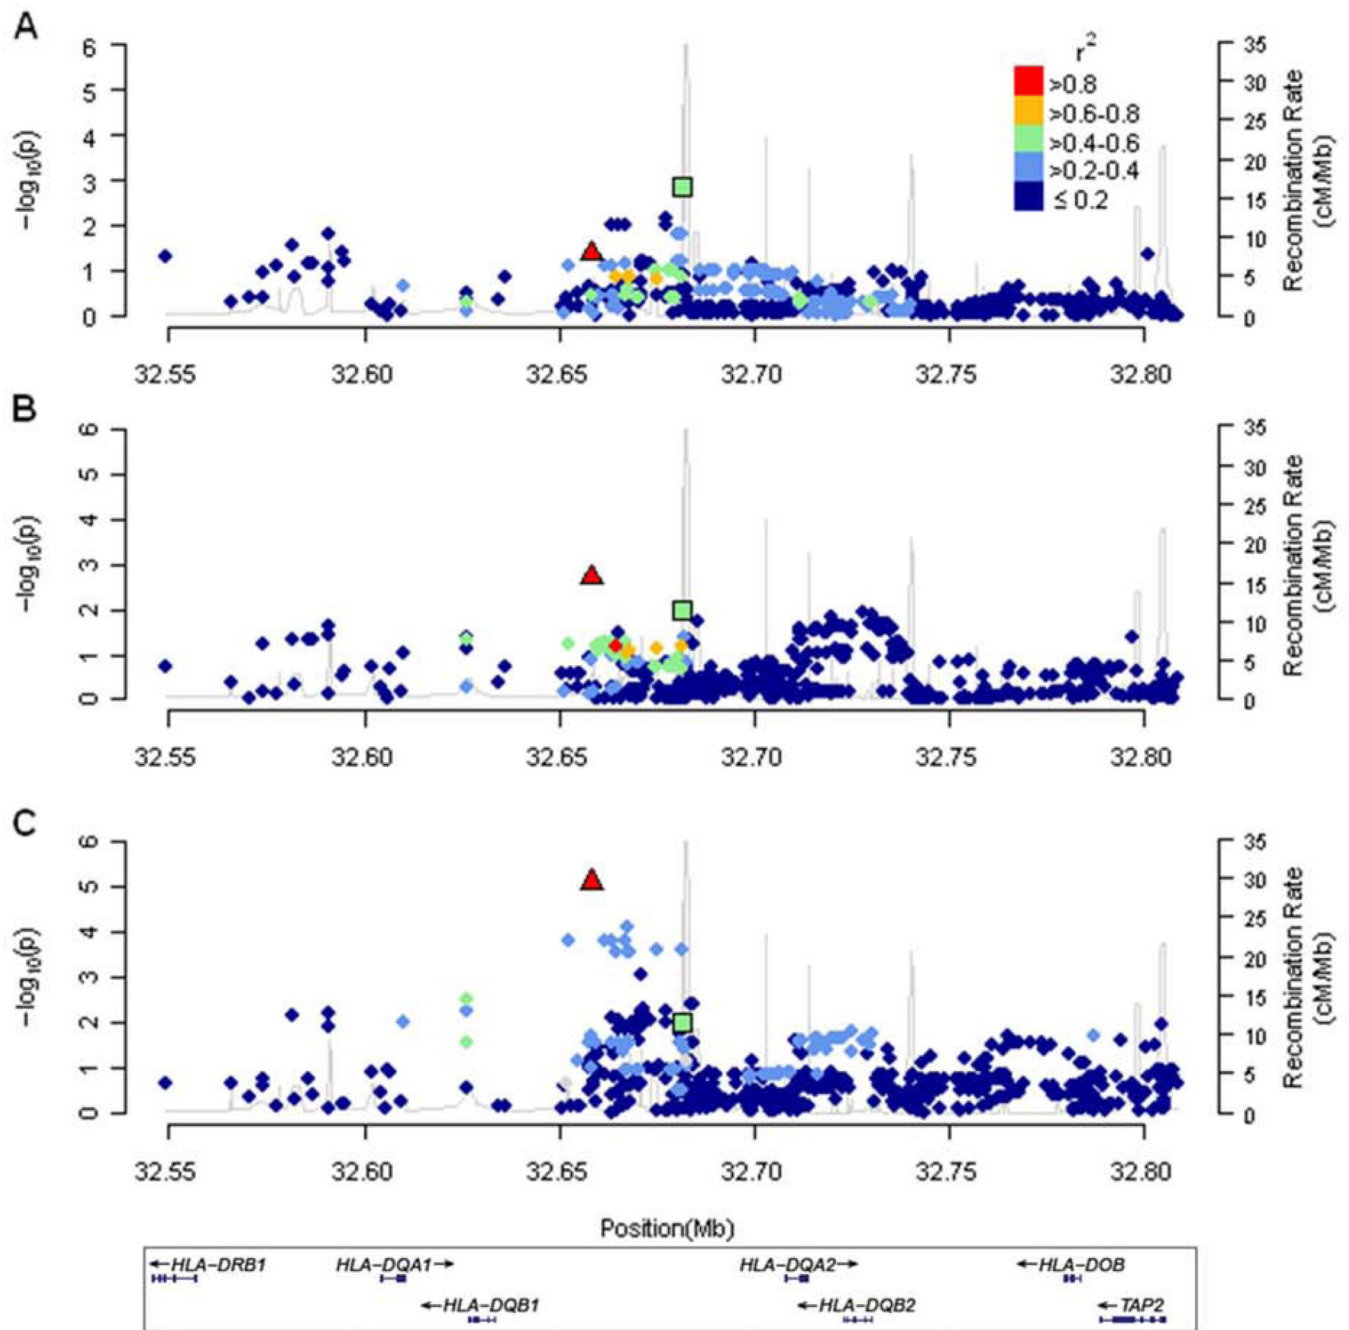 A
−log10(p)
6
5
4
3
2
1
0
r2
>0.8
>0.6-0.8
>0.4-0.6
>0.2-0.4
≤ 0.2
35
30
25
20
15
10
5
0
Recombination Rate
(cM/Mb)
32.55 32.60 32.65 32.70 32.75 32.80
B
−log10(p)
6
5
4
3
2
1
0
35
30
25
20
15
10
5
0
Recombination Rate
(cM/Mb)
32.55 32.60 32.65 32.70 32.75 32.80
C
−log10(p)
6
5
4
3
2
1
0
35
30
25
20
15
10
5
0
Recombination Rate
(cM/Mb)
32.55 32.60 32.65 32.70 32.75 32.80
Position(Mb)
←HLA−DRB1 HLA−DQA1→ HLA−DQA2→ ←HLA−DOB
←HLA−DQB1 ←HLA−DQB2 ←TAP2